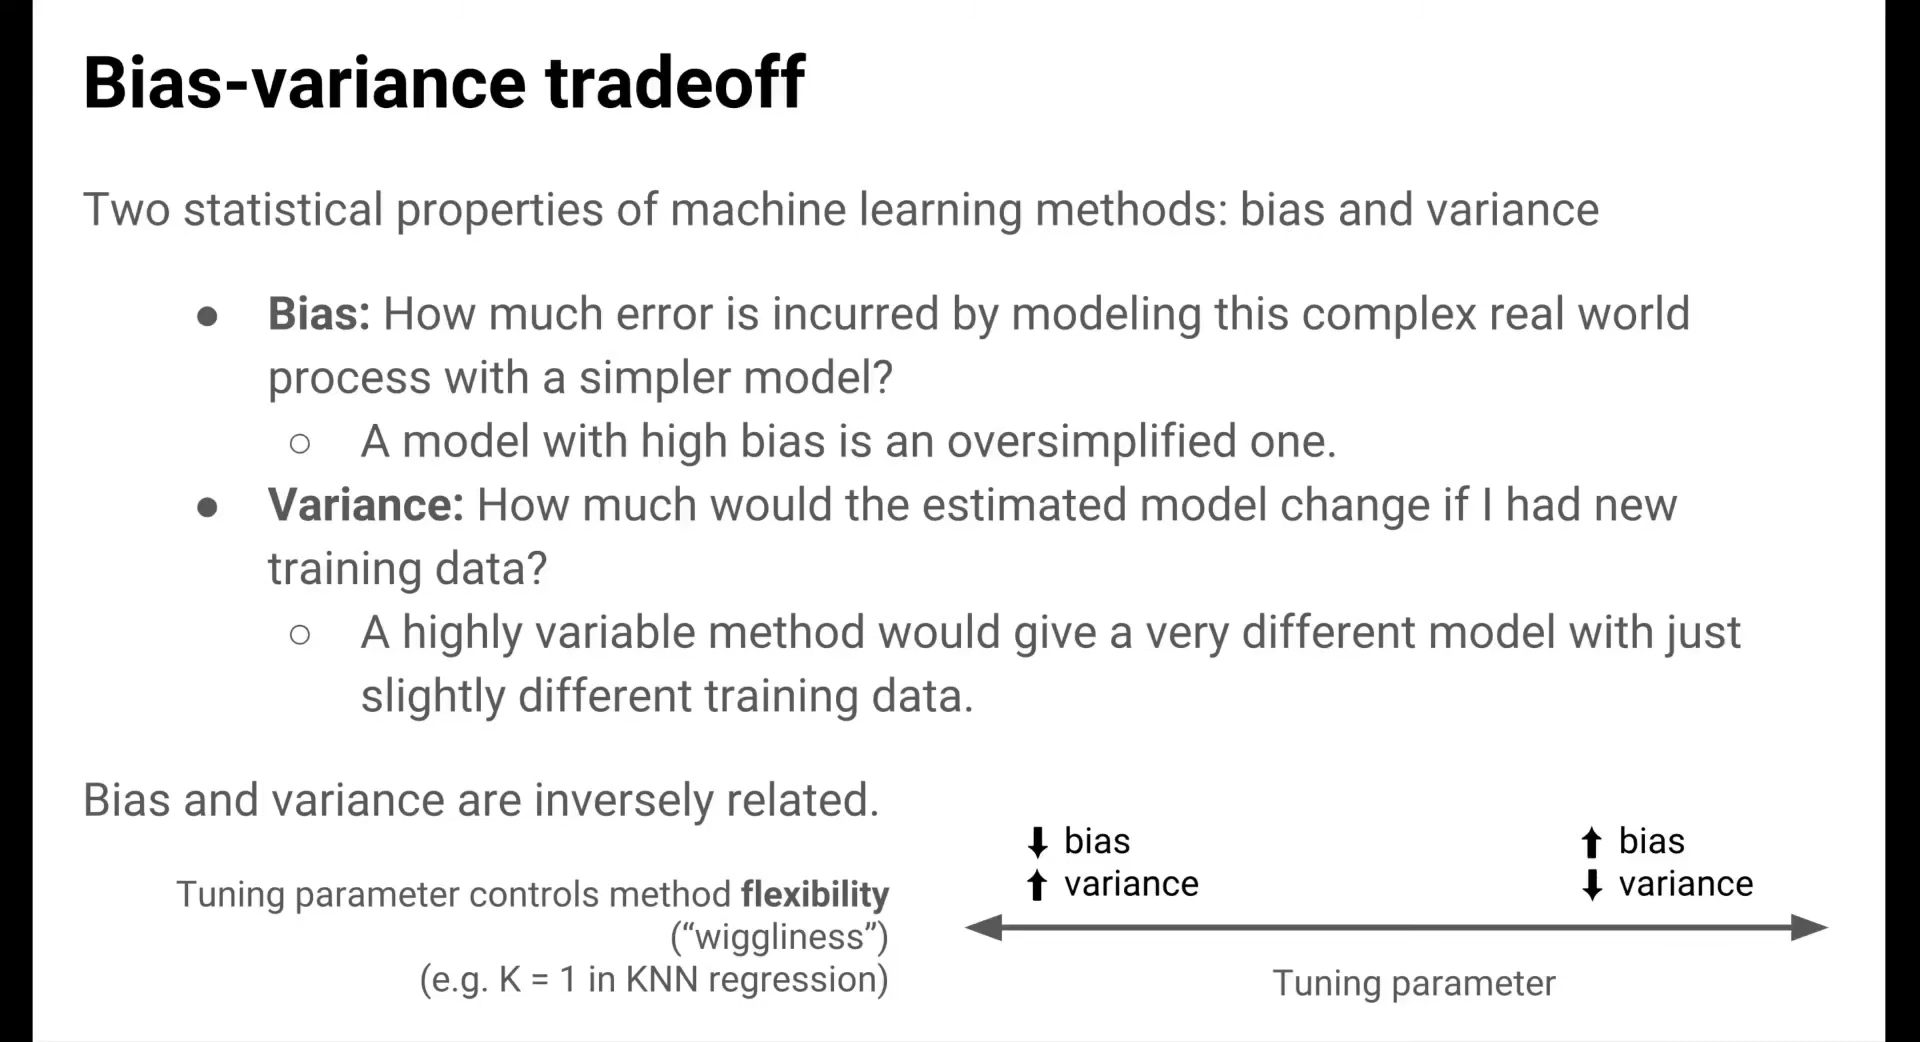 Bias-variance tradeoff
Two statistical properties of machine learning methods: bias and variance
● Bias: How much error is incurred by modeling this complex real world
process with a simpler model?
○ A model with high bias is an oversimplified one.
● Variance: How much would the estimated model change if I had new
training data?
○ A highly variable method would give a very different model with just
slightly different training data.
Bias and variance are inversely related.
Tuning parameter controls method flexibility
(“wiggliness”)
(e.g. K = 1 in KNN regression)
⬇ bias
⬆ variance
⬆ bias
⬇ variance
Tuning parameter